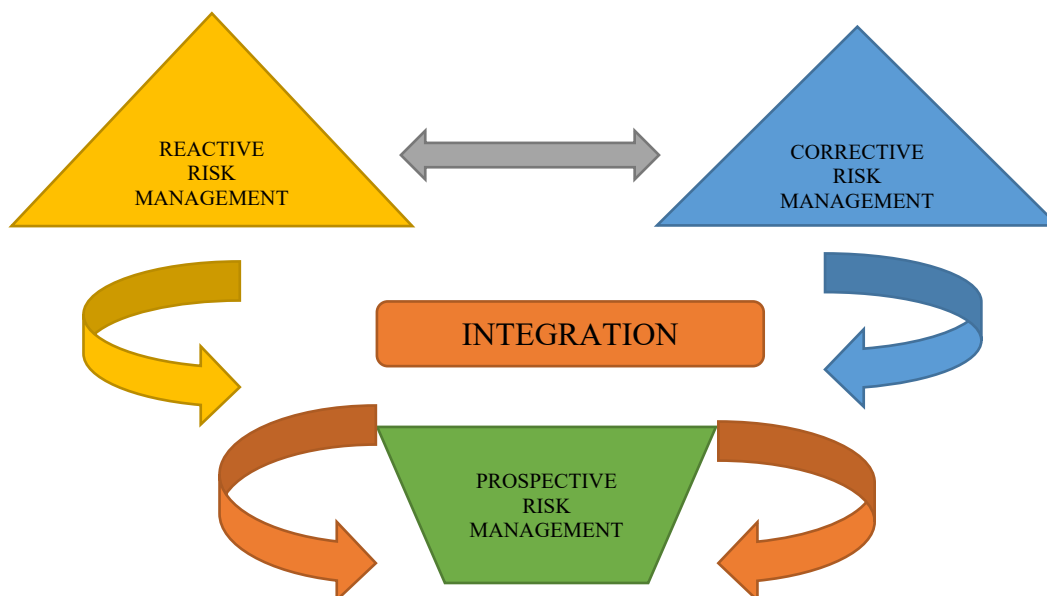 REACTIVE
RISK
MANAGEMENT
CORRECTIVE
RISK
MANAGEMENT
INTEGRATION
PROSPECTIVE
RISK
MANAGEMENT